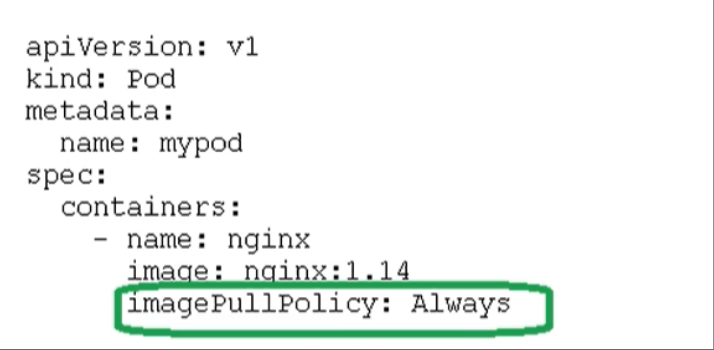 apiVersion: v1
kind: Pod
metadata:
  name: mypod
spec:
  containers:
    - name: nginx
      image: nginx:1.14
      imagePullPolicy: Always